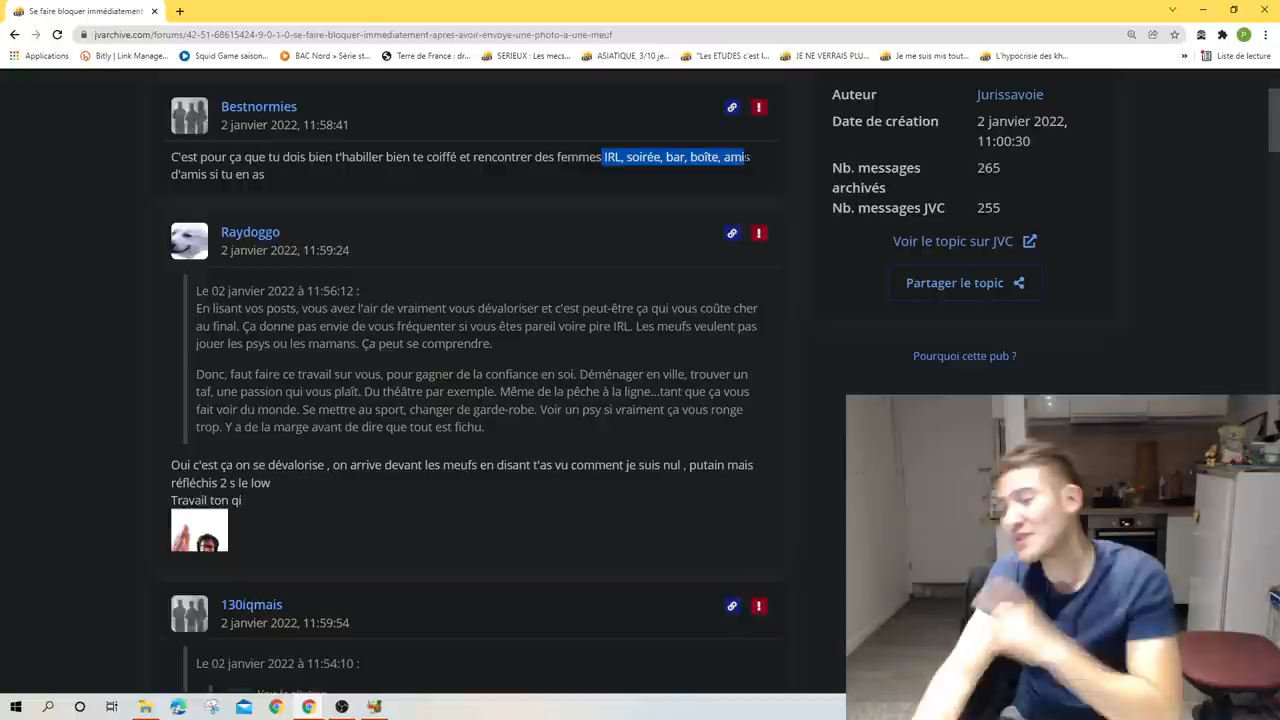 Se faire bloquer immédiatement
jvarchive.com/forums/42-51-68615424-9-0-1-0-se-faire-bloquer-immediatement-apres-avoir-envoye-une-photo-a-une-meuf
Applications
Bitly | Link Manage...
Squid Game saison...
BAC Nord » Série st...
Terre de France : dr...
SERIEUX : Les mecs...
ASIATIQUE, 3/10 je...
"Les ETUDES c'est l...
JE NE VERRAIS PLU...
Je me suis mis tout...
L'hypocrisie des kh...
»
Liste de lecture
Bestnormies
2 janvier 2022, 11:58:41
C'est pour ça que tu dois bien t'habiller bien te coiffé et rencontrer des femmes IRL, soirée, bar, boîte, amis
d'amis si tu en as
Raydoggo
2 janvier 2022, 11:59:24
Le 02 janvier 2022 à 11:56:12 :
En lisant vos posts, vous avez l'air de vraiment vous dévaloriser et c'est peut-être ça qui vous coûte cher
au final. Ça donne pas envie de vous fréquenter si vous êtes pareil voire pire IRL. Les meufs veulent pas
jouer les psys ou les mamans. Ça peut se comprendre.
Donc, faut faire ce travail sur vous, pour gagner de la confiance en soi. Déménager en ville, trouver un
taf, une passion qui vous plaît. Du théâtre par exemple. Même de la pêche à la ligne...tant que ça vous
fait voir du monde. Se mettre au sport, changer de garde-robe. Voir un psy si vraiment ça vous ronge
trop. Y a de la marge avant de dire que tout est fichu.
Oui c'est ça on se dévalorise , on arrive devant les meufs en disant t'as vu comment je suis nul , putain mais
réfléchis 2 s le low
Travail ton qi
130iqmais
2 janvier 2022, 11:59:54
Le 02 janvier 2022 à 11:54:10 :
Auteur
Jurissavoie
Date de création
2 janvier 2022,
11:00:30
Nb. messages
archivés
265
Nb. messages JVC
255
Voir le topic sur JVC
Partager le topic
Pourquoi cette pub ?
P